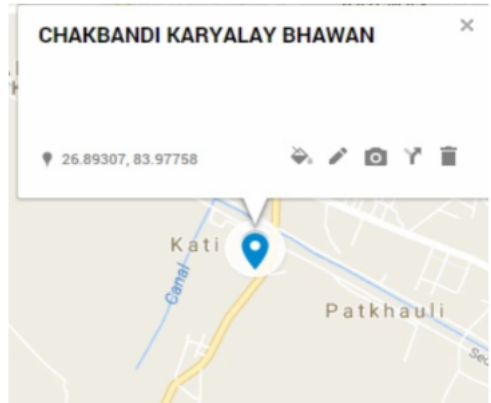 CHAKBANDI KARYALAY BHAWAN
26.89307, 83.97758
Kati
Canal
Patkhauli